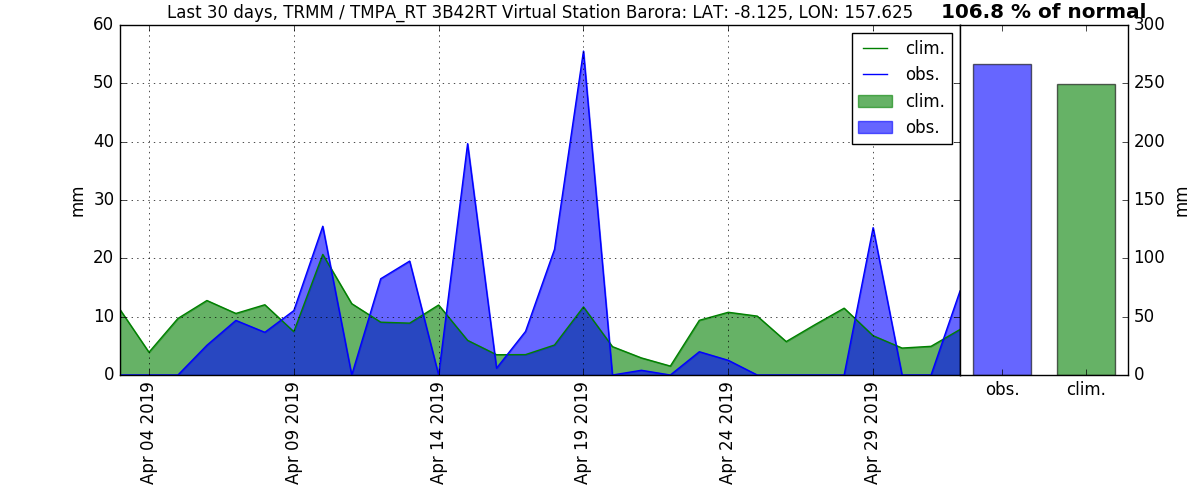 Last 30 days, TRMM / TMPA_RT 3B42RT Virtual Station Barora: LAT: -8.125, LON: 157.625
106.8 % of normal
60
50
40
30
20
10
0
mm
clim.
obs.
clim.
obs.
300
250
200
150
100
50
0
mm
obs.
clim.
Apr 04 2019
Apr 09 2019
Apr 14 2019
Apr 19 2019
Apr 24 2019
Apr 29 2019